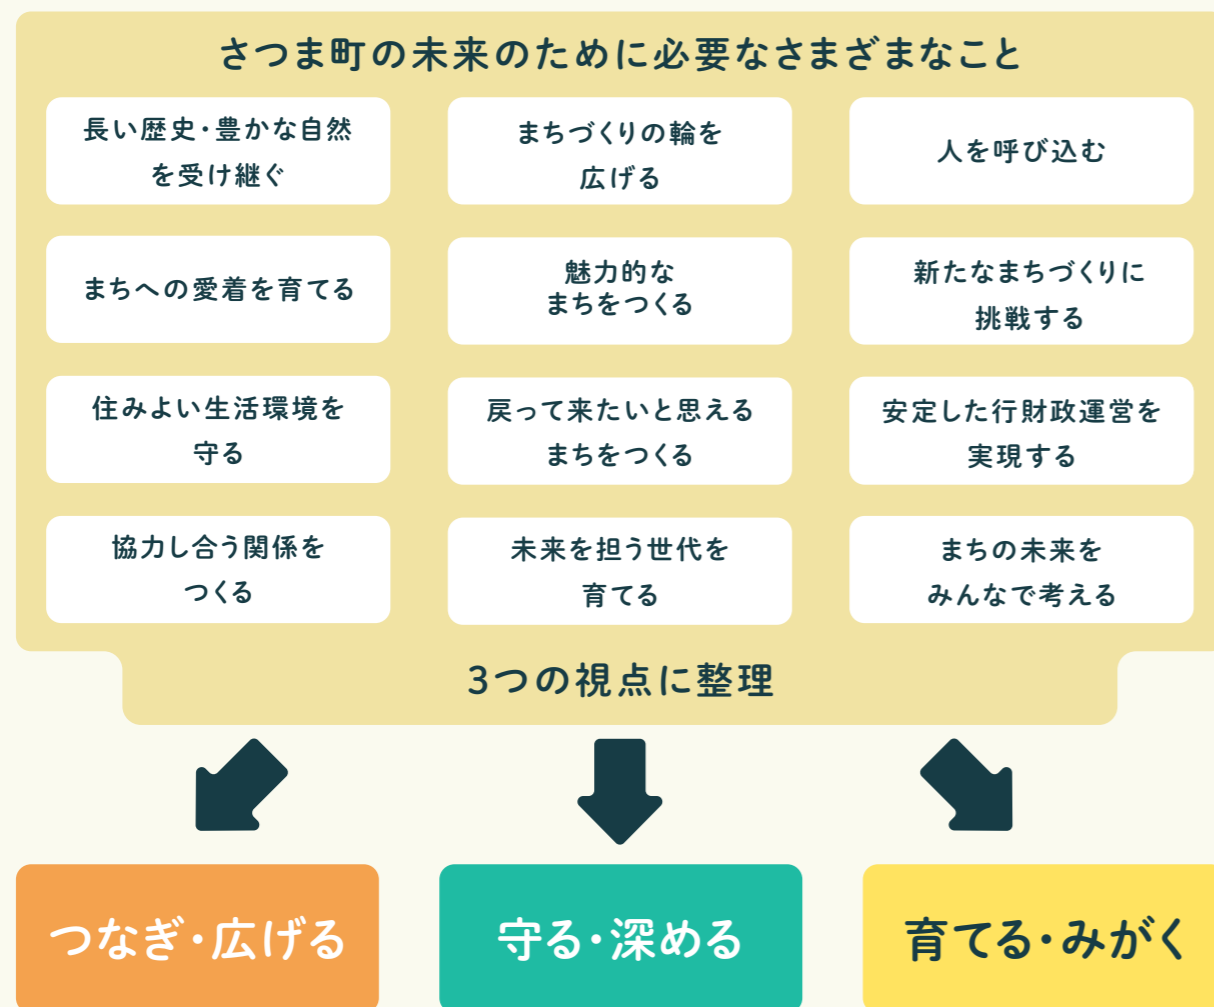 さつま町の未来のために必要なさまざまなこと
長い歴史・豊かな自然
を受け継ぐ
まちづくりの輪を
広げる
人を呼び込む
まちへの愛着を育てる
魅力的な
まちをつくる
新たなまちづくりに
挑戦する
住みよい生活環境を
守る
戻って来たいと思える
まちをつくる
安定した行財政運営を
実現する
協力し合う関係を
つくる
未来を担う世代を
育てる
まちの未来を
みんなで考える
3つの視点に整理
つなぎ・広げる
守る・深める
育てる・みがく